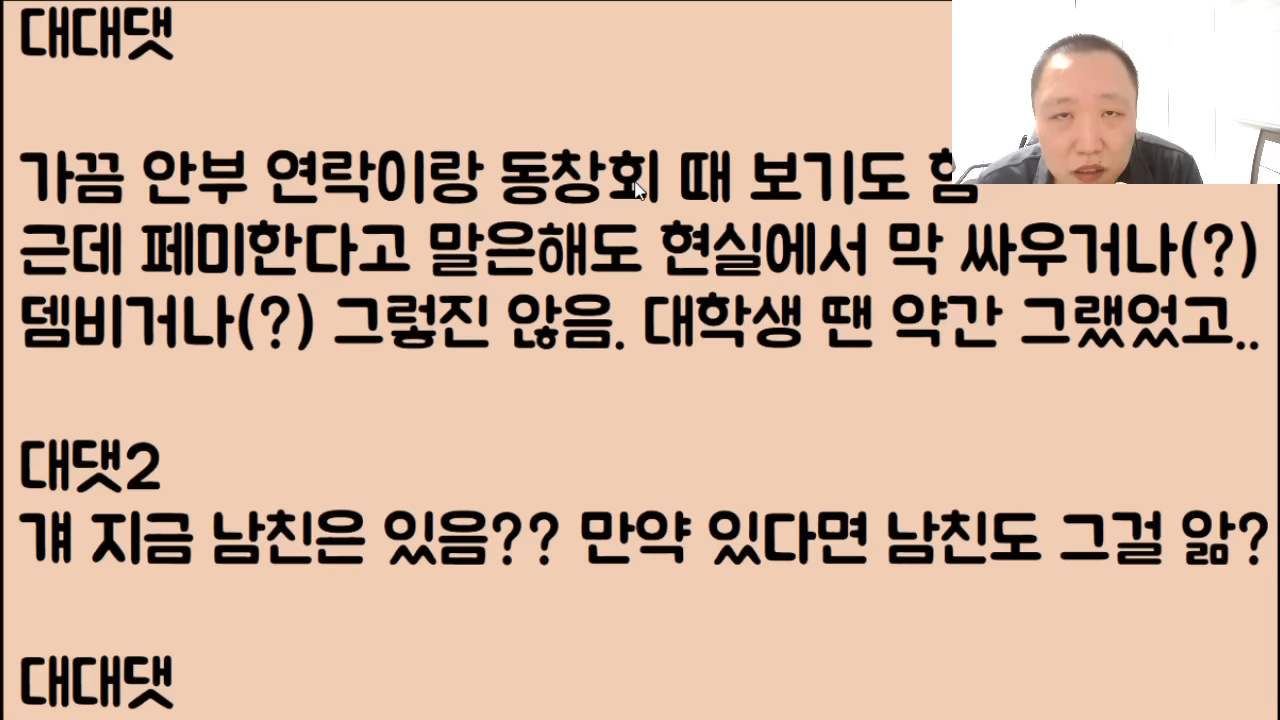 대대댓
가끔 안부 연락이랑 동창회 때 보기도 함
근데 페미한다고 말은해도 현실에서 막 싸우거나(?)
뎀비거나(?) 그렇진 않음. 대학생 땐 약간 그랬었고..
대댓2
걔 지금 남친은 있음?? 만약 있다면 남친도 그걸 앎?
대대댓